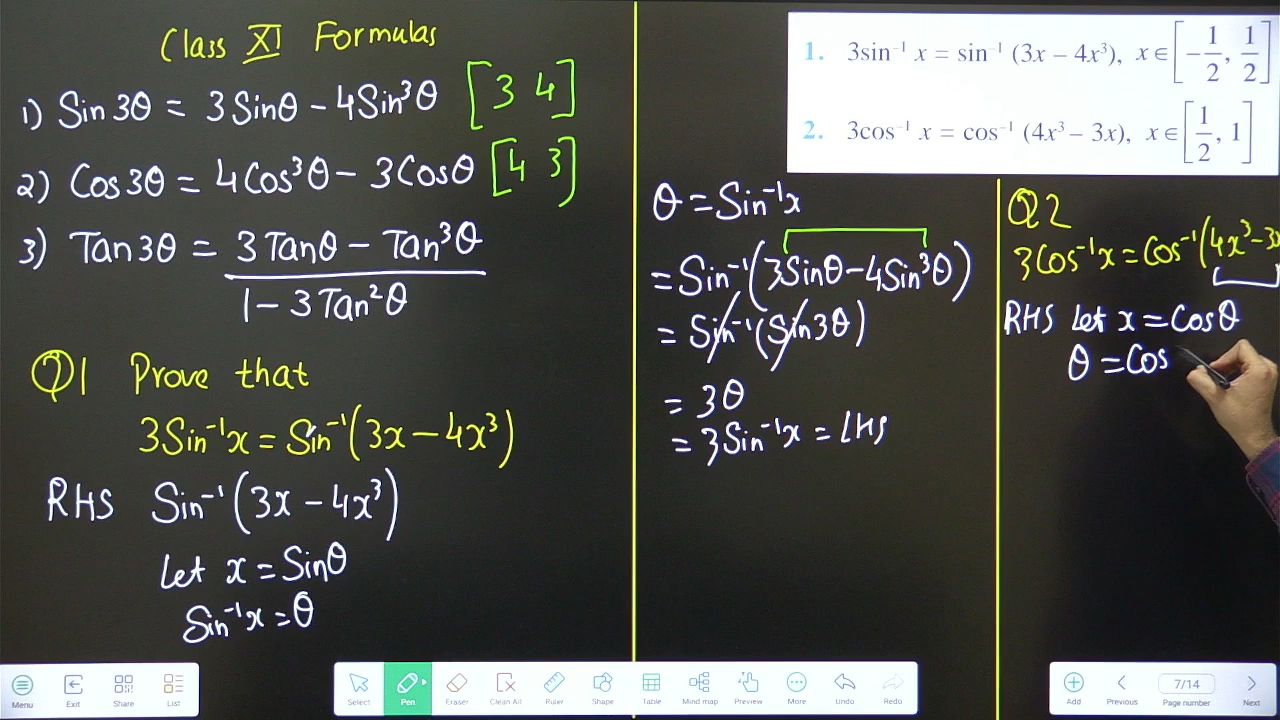 Class XI Formulas
1) Sin 3θ = 3 Sinθ − 4Sin³θ [3 4]
2) Cos 3θ = 4Cos³θ − 3Cosθ [4 3]
3) Tan 3θ = 3 Tanθ − Tan³θ
1 − 3 Tan²θ
Q1 Prove that
3Sin⁻¹x = Sin⁻¹(3x − 4x³)
RHS Sin⁻¹(3x − 4x³)
Let x = Sinθ
Sin⁻¹x = θ
1. 3sin⁻¹ x = sin⁻¹ (3x − 4x³), x ∈ [−1/2, 1/2]
2. 3cos⁻¹ x = cos⁻¹ (4x³ − 3x), x ∈ [1/2, 1]
θ = Sin⁻¹x
= Sin⁻¹(3Sinθ − 4Sin³θ)
= Sin⁻¹(Sin3θ)
= 3θ
= 3Sin⁻¹x = LHS
Q2
3Cos⁻¹x = Cos⁻¹(4x³ − 3x
RHS Let x = Cosθ
θ = Cos
Menu Exit Share List
Select Pen Eraser Clean All Ruler Shape Table Mind map Preview More Undo Redo
Add Previous 7/14 Page number Next